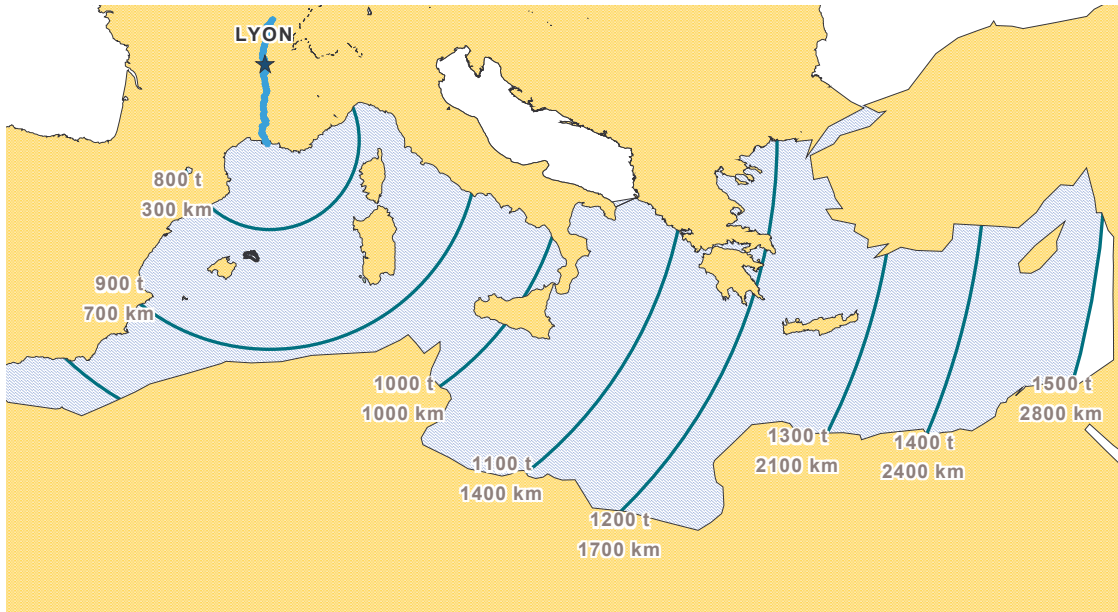 LYON
800 t
300 km
900 t
700 km
1000 t
1000 km
1100 t
1400 km
1200 t
1700 km
1300 t
2100 km
1400 t
2400 km
1500 t
2800 km